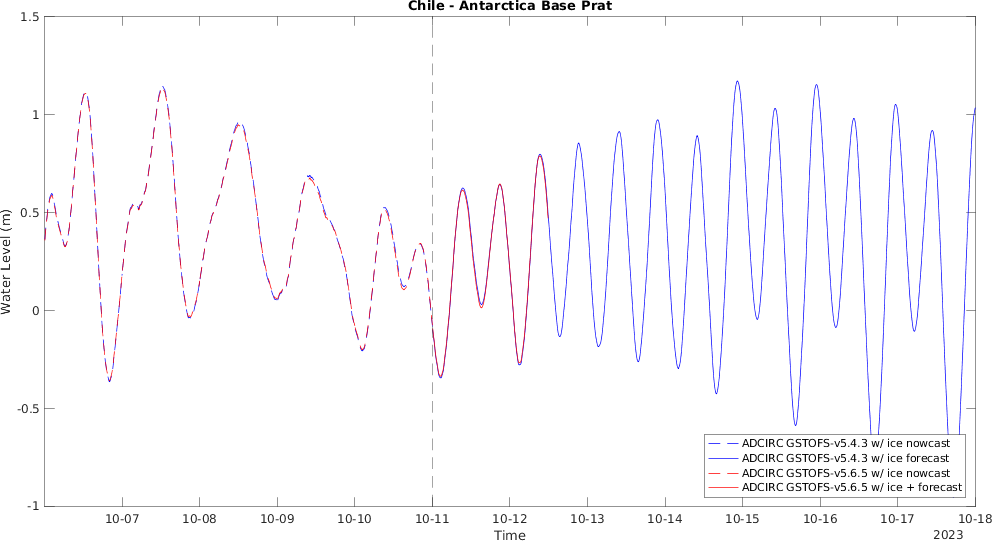 Chile - Antarctica Base Prat
1.5
1
0.5
0
-0.5
-1
Water Level (m)
10-07 10-08 10-09 10-10 10-11 10-12 10-13 10-14 10-15 10-16 10-17 10-18
Time
2023
ADCIRC GSTOFS-v5.4.3 w/ ice nowcast
ADCIRC GSTOFS-v5.4.3 w/ ice forecast
ADCIRC GSTOFS-v5.6.5 w/ ice nowcast
ADCIRC GSTOFS-v5.6.5 w/ ice + forecast